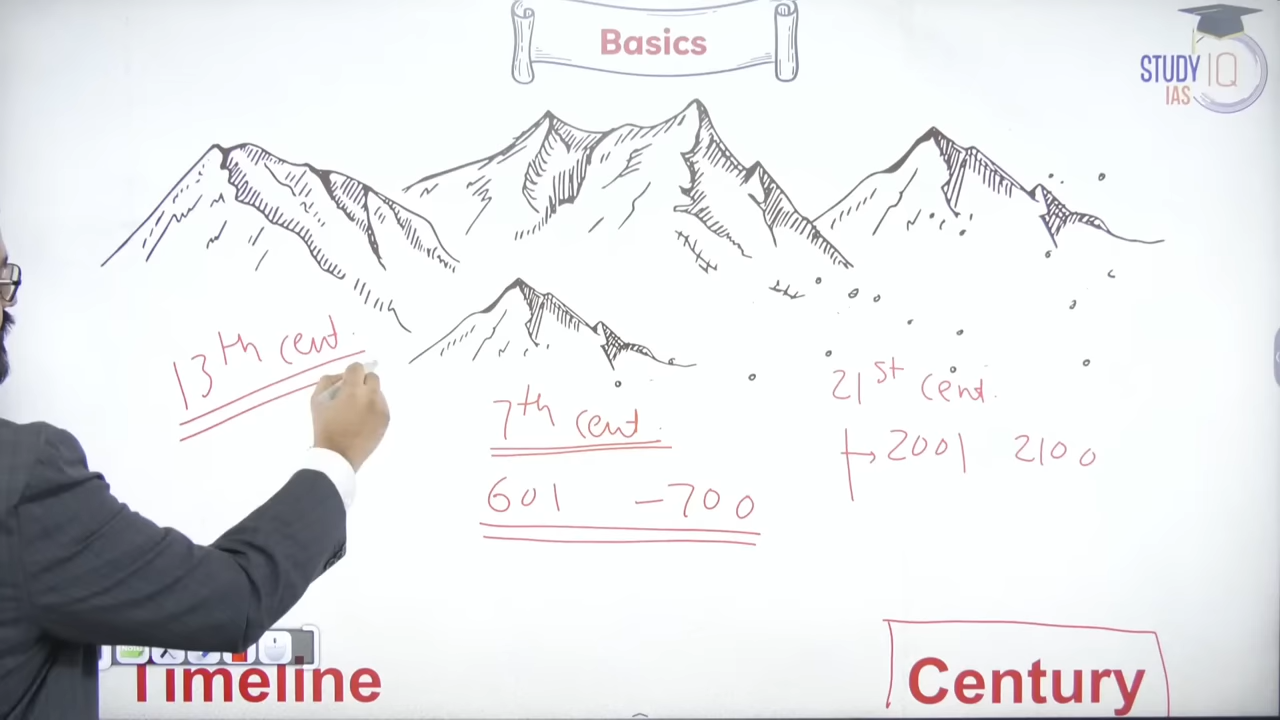 Basics
STUDY IQ
IAS
13th cent.
7th cent.
601 - 700
21st cent.
2001 2100
Timeline
Century